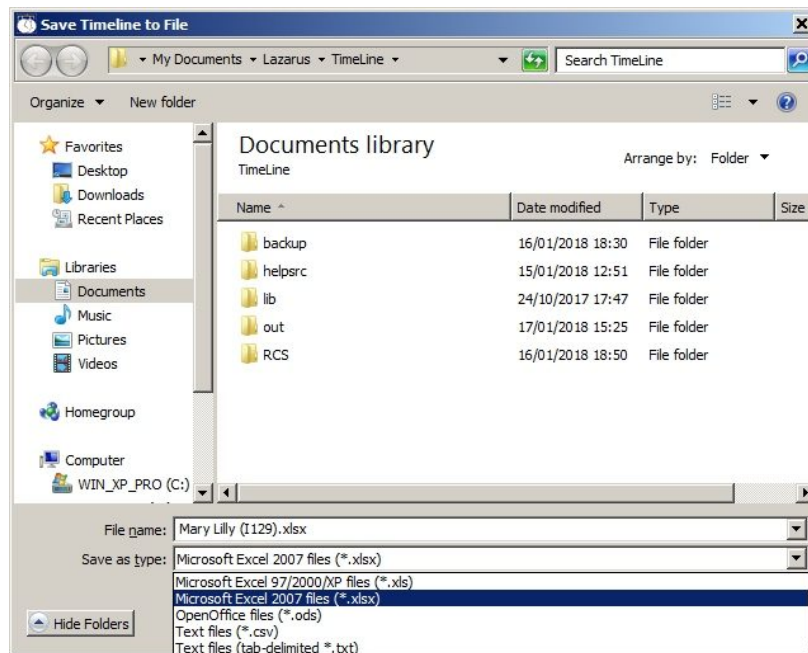 Save Timeline to File
My Documents Lazarus TimeLine
Search TimeLine
Organize New folder
Favorites
Desktop
Downloads
Recent Places
Libraries
Documents
Music
Pictures
Videos
Homegroup
Computer
WIN_XP_PRO (C:)
Documents library
TimeLine
Arrange by: Folder
Name Date modified Type Size
backup 16/01/2018 18:30 File folder
helpsrc 15/01/2018 12:51 File folder
lib 24/10/2017 17:47 File folder
out 17/01/2018 15:25 File folder
RCS 16/01/2018 18:50 File folder
File name: Mary Lilly (I129).xlsx
Save as type: Microsoft Excel 2007 files (*.xlsx)
Microsoft Excel 97/2000/XP files (*.xls)
Microsoft Excel 2007 files (*.xlsx)
OpenOffice files (*.ods)
Text files (*.csv)
Text files (tab-delimited *.txt)
Hide Folders